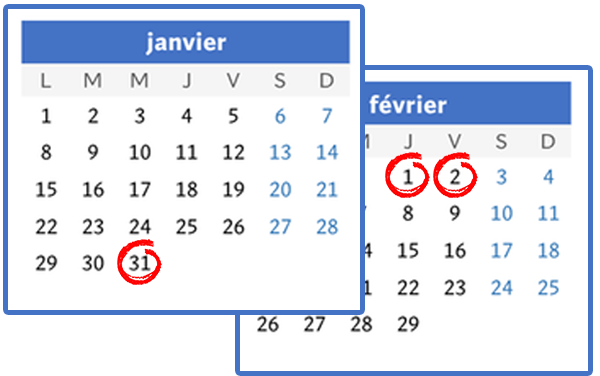 janvier
L M M J V S D
1 2 3 4 5 6 7
8 9 10 11 12 13 14
15 16 17 18 19 20 21
22 23 24 25 26 27 28
29 30 31
février
J V S D
1 2 3 4
8 9 10 11
15 16 17 18
22 23 24 25
26 27 28 29